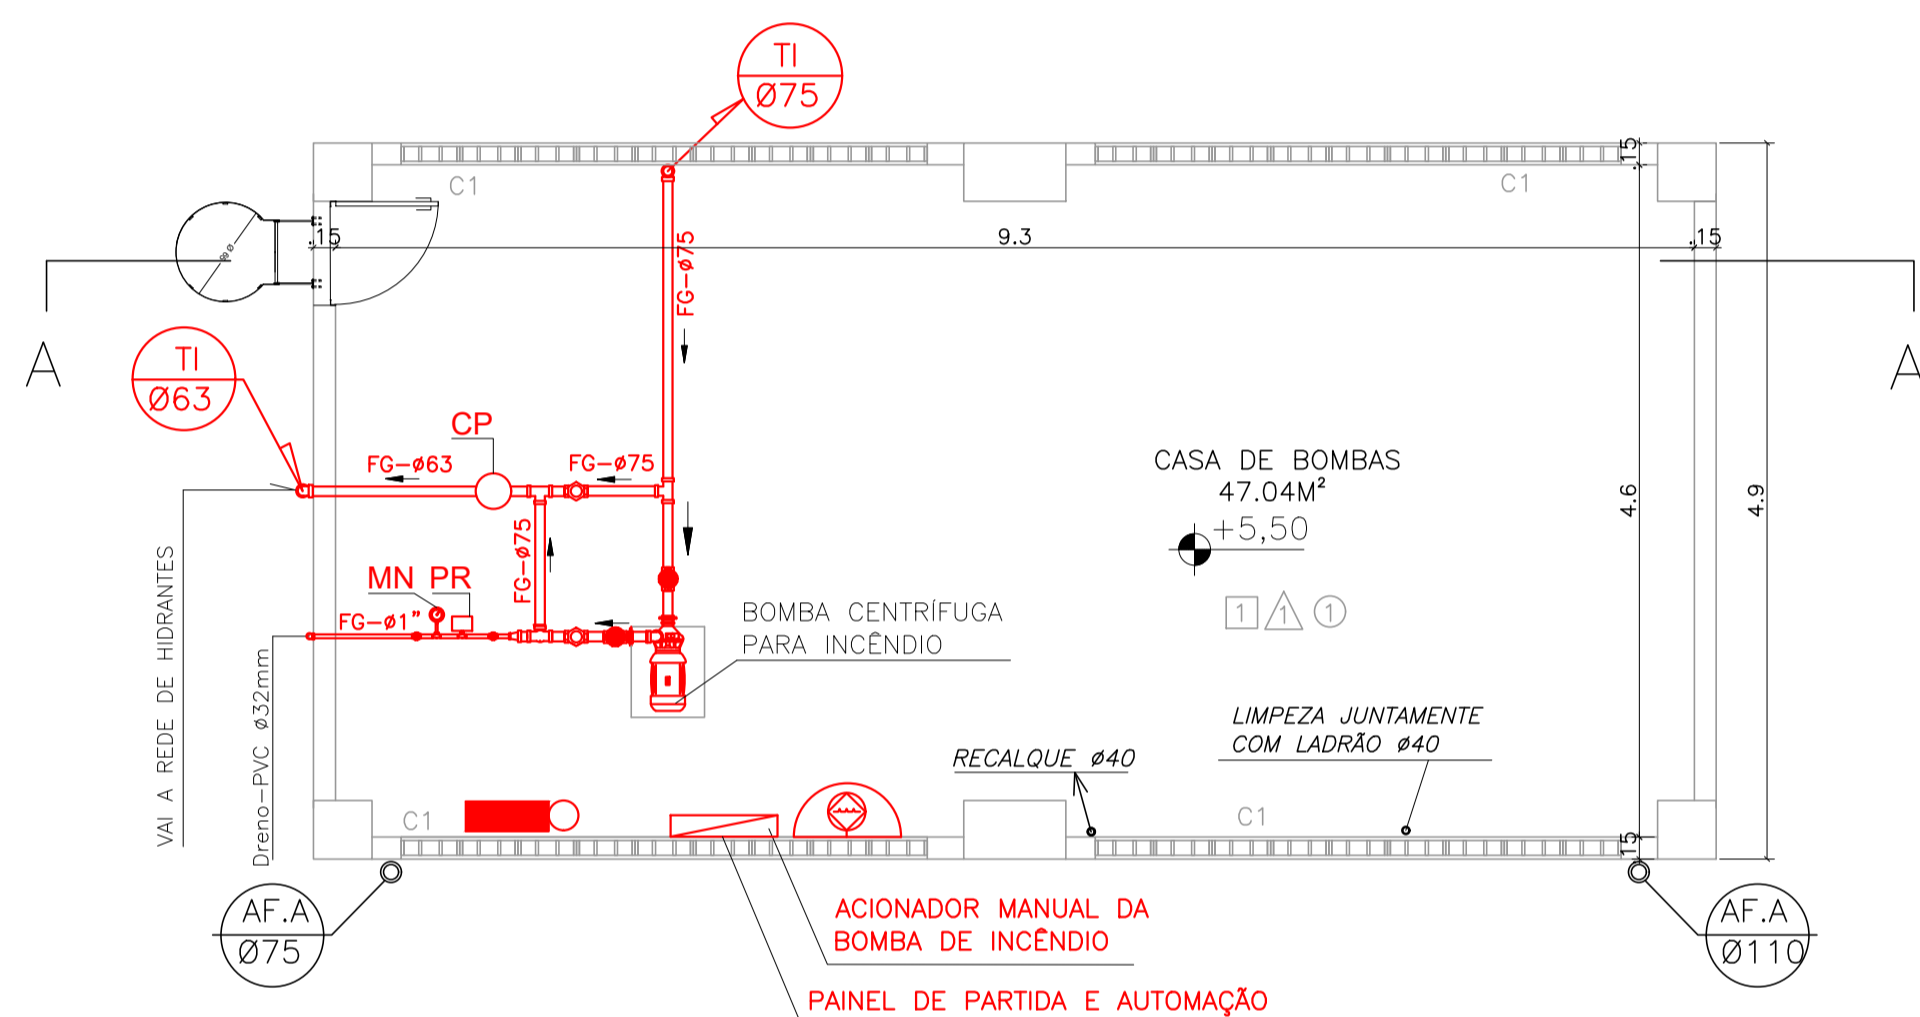 TI
Ø75
C1
C1
.15
.15
9.3
.15
FG-ø75
A
A
TI
Ø63
CP
FG-ø63
FG-ø75
CASA DE BOMBAS
47.04M²
+5,50
4.6
4.9
FG-ø75
MN PR
FG-ø1"
1
1
1
BOMBA CENTRÍFUGA
PARA INCÊNDIO
VAI A REDE DE HIDRANTES
Dreno-PVC ø32mm
LIMPEZA JUNTAMENTE
COM LADRÃO ø40
RECALQUE ø40
C1
C1
.15
AF.A
Ø75
ACIONADOR MANUAL DA
BOMBA DE INCÊNDIO
AF.A
Ø110
PAINEL DE PARTIDA E AUTOMAÇÃO